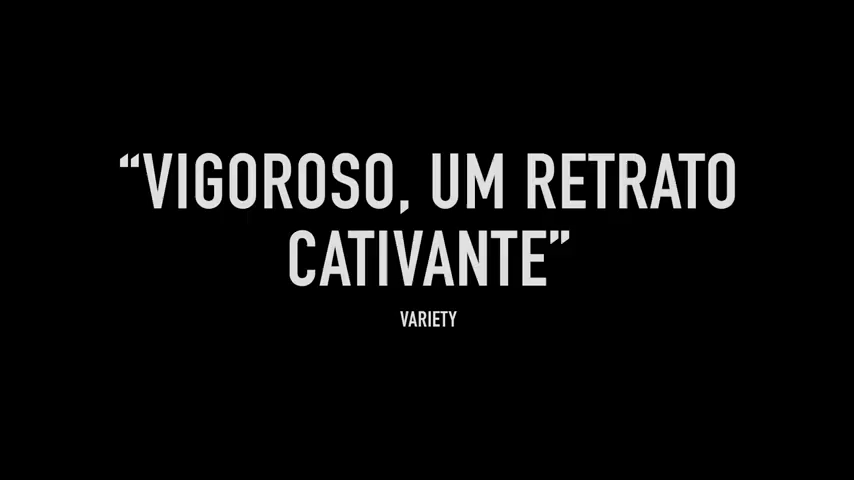 “VIGOROSO, UM RETRATO
CATIVANTE”
VARIETY